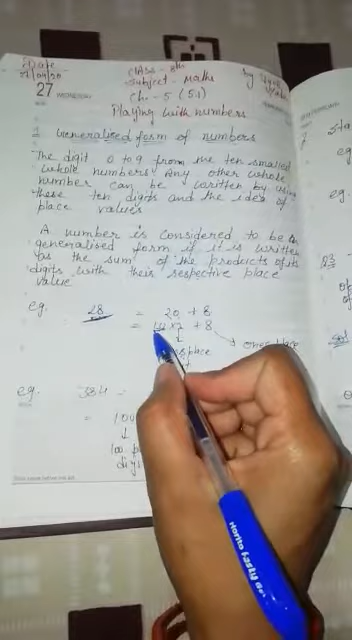 Date
27 WEDNESDAY
Class - 8th
Subject - Maths
Ch - 5 (5.1)
Playing with numbers
Generalised form of numbers
The digit 0 to 9 from the ten smallest
whole numbers. Any other whole
number can be written by using
these ten digits and the idea of
place values
A number is considered to be in
generalised form if it is written
as the sum of the products of its
digits with their respective place
value
eg. 28 = 20 + 8
= 10 × 2 + 8
ones place
eg. 384 =
= 100
100